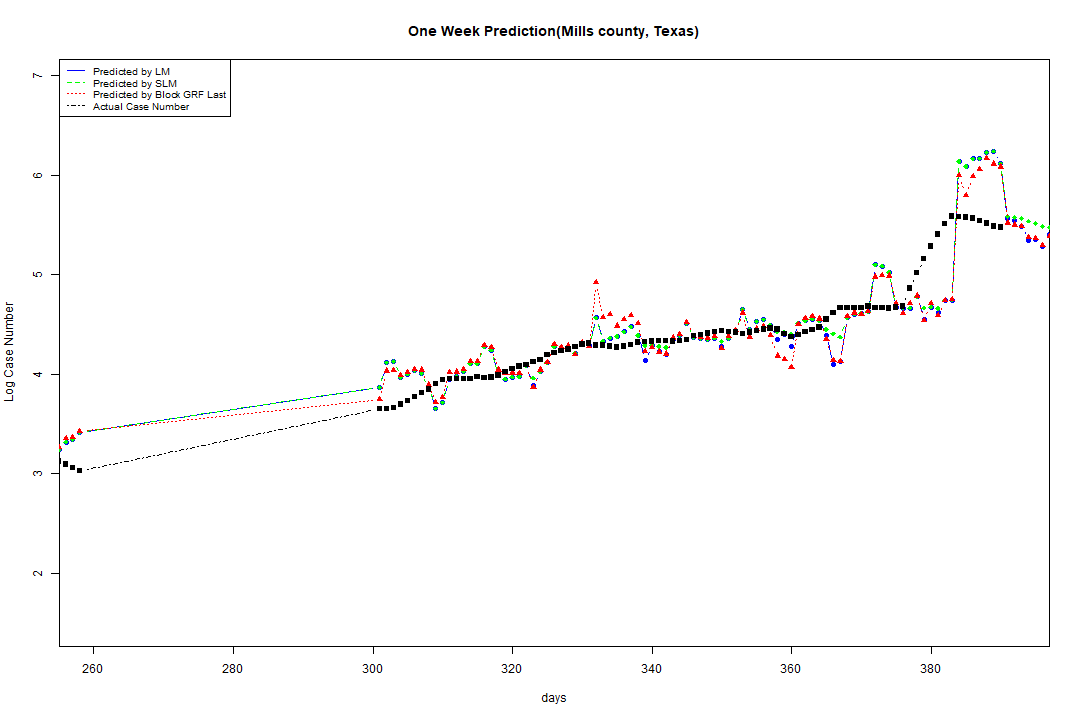 One Week Prediction(Mills county, Texas)
7
6
5
4
3
2
Log Case Number
Predicted by LM
Predicted by SLM
Predicted by Block GRF Last
Actual Case Number
260 280 300 320 340 360 380
days